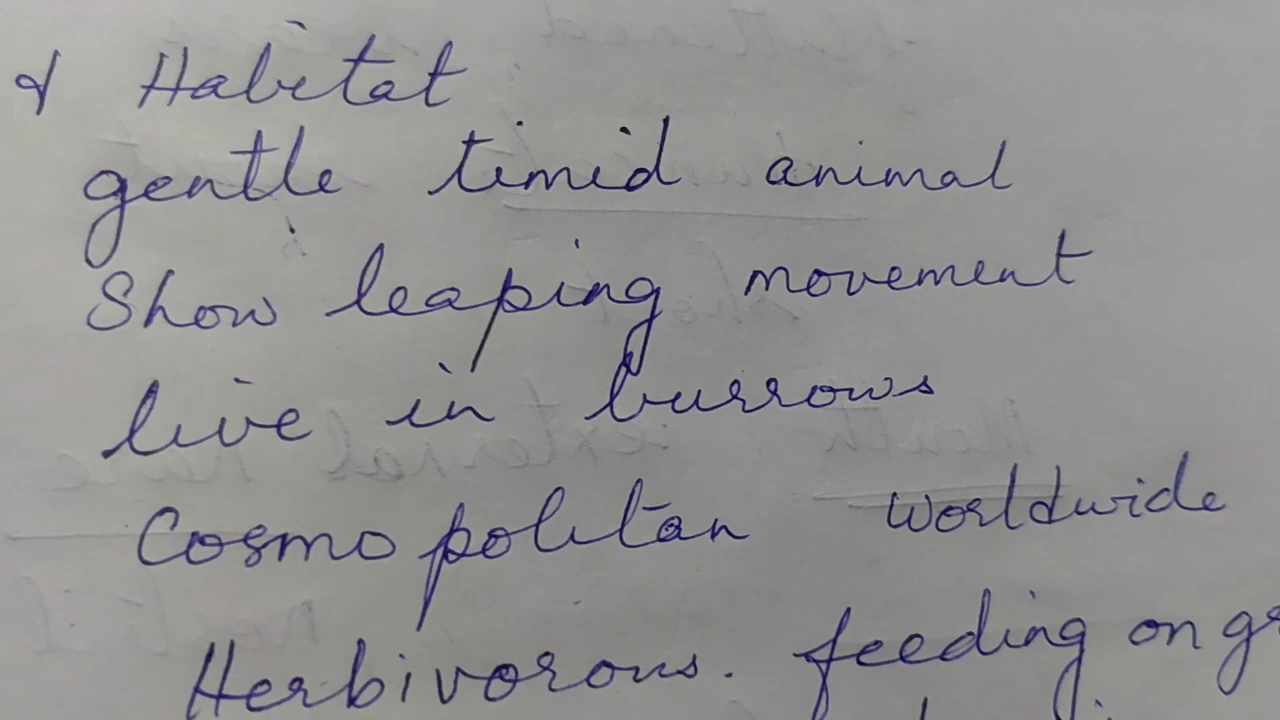 & Habitat
gentle timid animal
Show leaping movement
live in burrows
Cosmopolitan worldwide
Herbivorous. feeding on